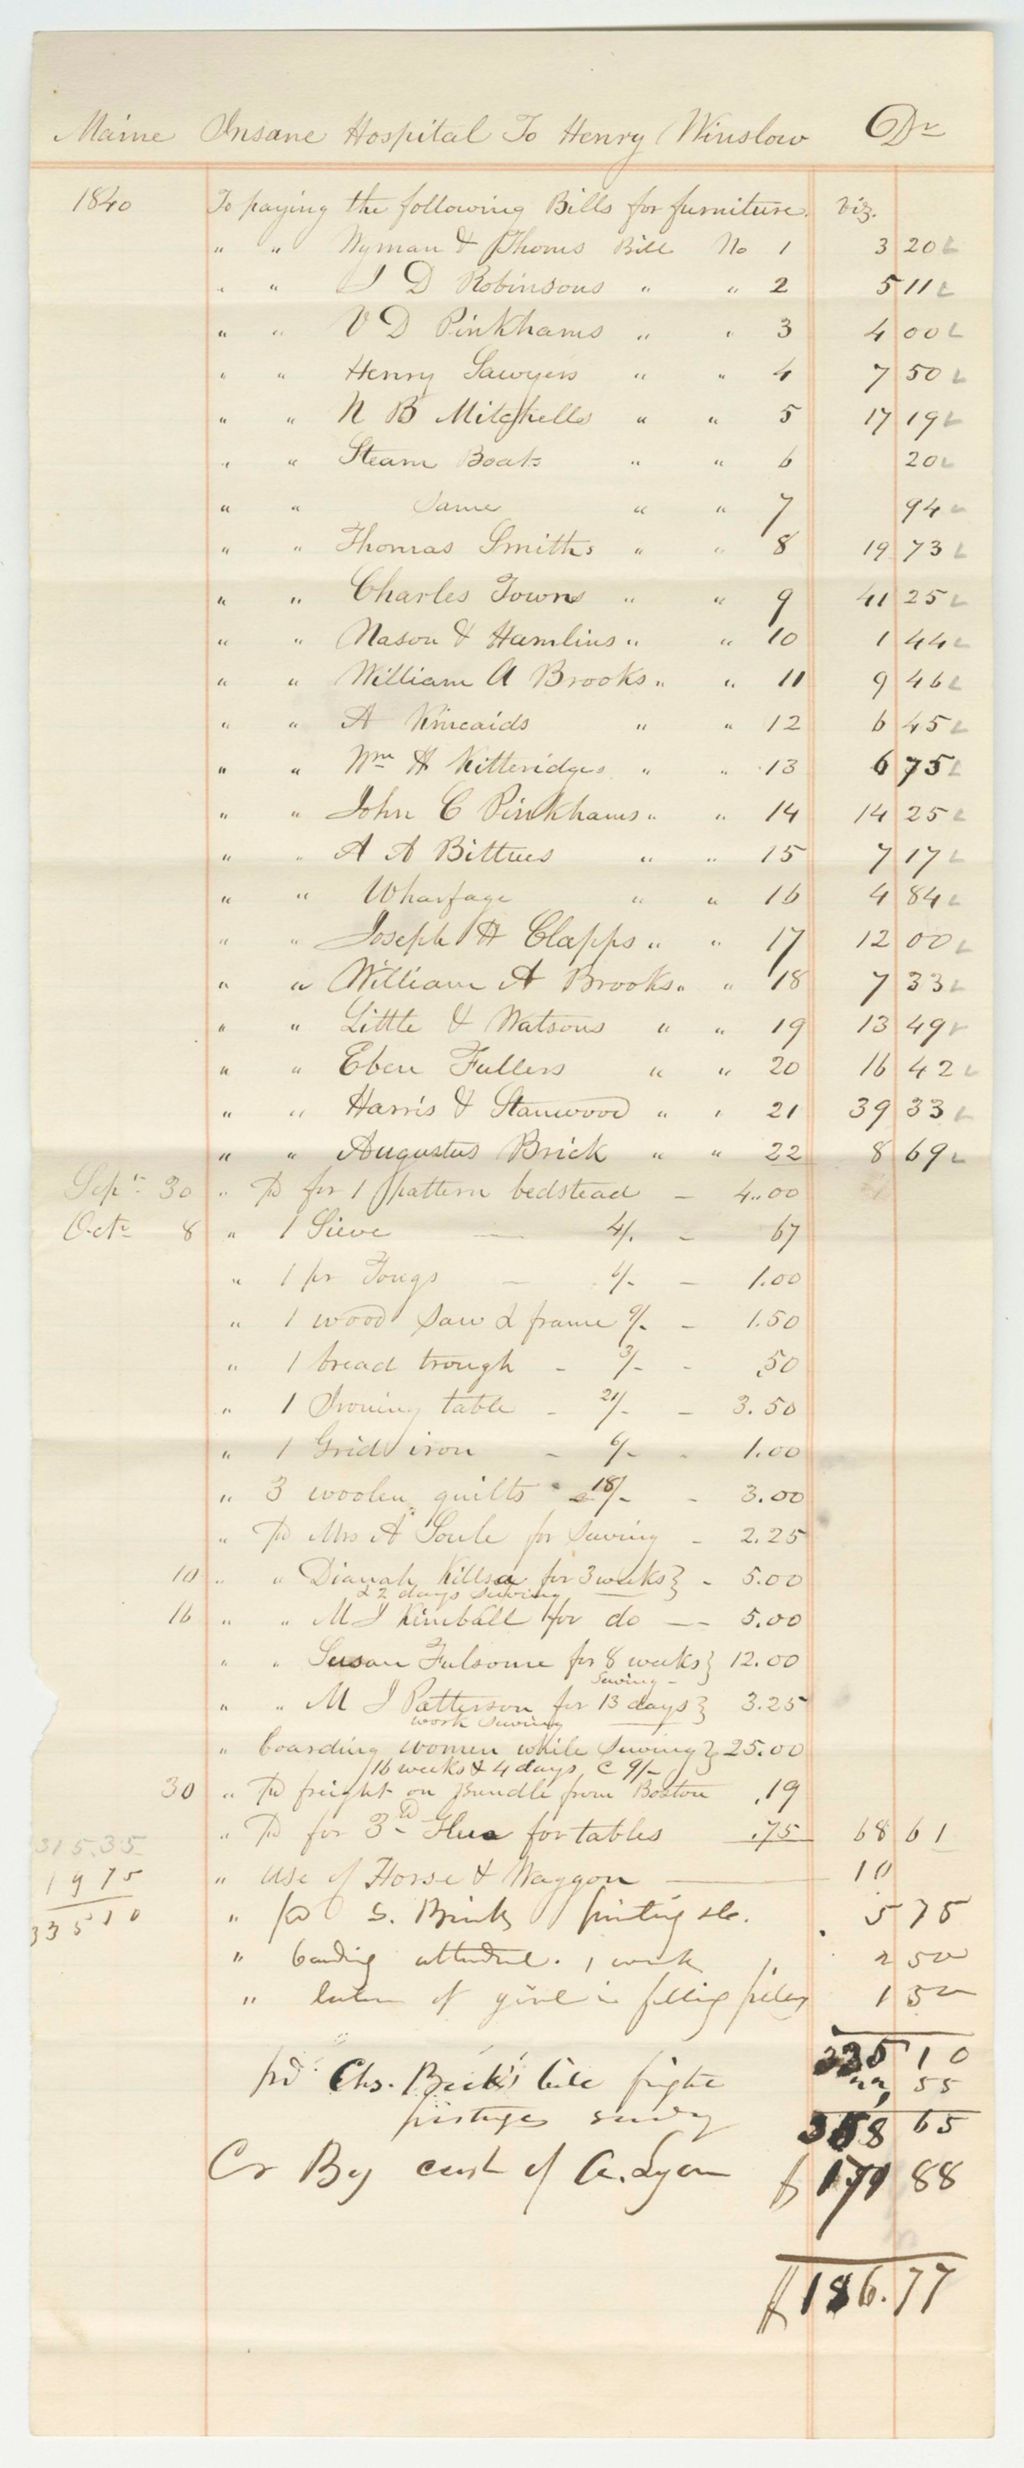 Maine Insane Hospital To Henry Winslow Dr
1840 To paying the following Bills for furniture. viz.
" " Wyman & Thoms Bill No 1 3 20
" " J D Robinsons " " 2 5 11
" " V D Pinkhams " " 3 4 00
" " Henry Sawyers " " 4 7 50
" " N B Mitchells " " 5 17 19
" " Steam Boats " " 6 20
" " Same " " 7 94
" " Thomas Smiths " " 8 19 73
" " Charles Towns " " 9 41 25
" " Nason & Hamlins " " 10 1 44
" " William A Brooks " " 11 9 46
" " A Kincaids " " 12 6 45
" " Wm H Kitteridges " " 13 6 75
" " John C Pinkhams " " 14 14 25
" " A A Bittues " " 15 7 17
" " Wharfage " " 16 4 84
" " Joseph H Clapps " " 17 12 00
" " William A Brooks " " 18 7 33
" " Little & Watsons " " 19 13 49
" " Eben Fullers " " 20 16 42
" " Harris & Stanwood " " 21 39 33
" " Augustus Brick " " 22 8 69
Sepr 30 " Pd for 1 pattern bedstead - 4.00
Octr 8 " 1 Sieve - 4/. - 67
" 1 pr Tongs - 6/- - 1.00
" 1 wood saw & frame 9/- - 1.50
" 1 bread trough - 3/- - .50
" 1 Ironing table - 21/- - 3.50
" 1 Grid iron - 6/- - 1.00
" 3 woolen quilts 18/- - 3.00
" Pd Mrs A Soule for Sewing - 2.25
10 " " Dianah Killsa for 3 weeks } - 5.00
& 2 days sewing
16 " " M J Kimball for do - 5.00
" " Susan Fulsome for 8 weeks } 12.00
Sewing -
" " M J Patterson for 13 days } 3.25
work sewing
" boarding women while Sewing } 25.00
16 weeks & 4 days @ 9/-
30 " Pd freight on Bundle from Boston .19
" Pd for 3 Glue for tables .75 68 61
315.35
" use of Horse & Waggon 10
19 75
335 10
" pd S. Brick 5 75
" boarding attendend. 1 week 2 50
" labor of girl in filling 1 50
335 10
pd Chs. Brick's bill 22, 55
358 65
Cr By cash of A. Lyon $ 171 88
$ 186.77